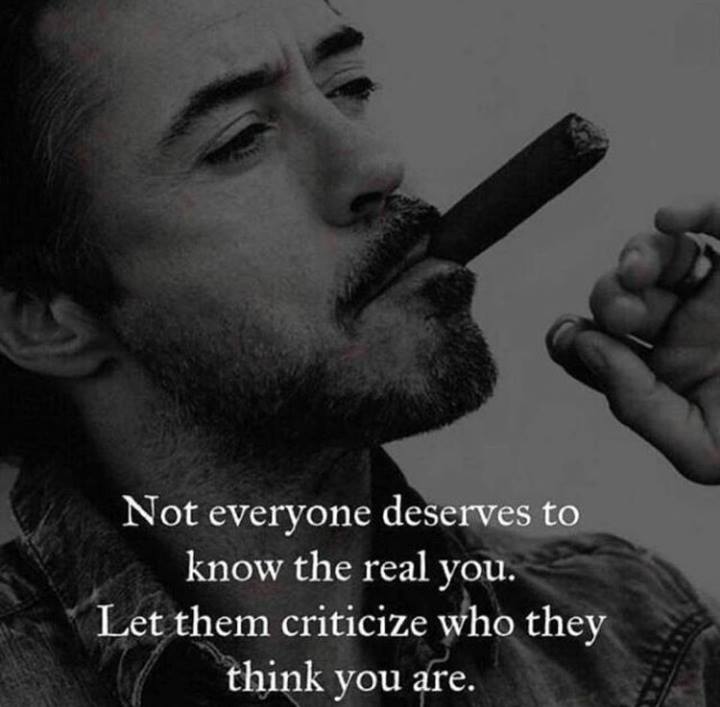 Not everyone deserves to
know the real you.
Let them criticize who they
think you are.